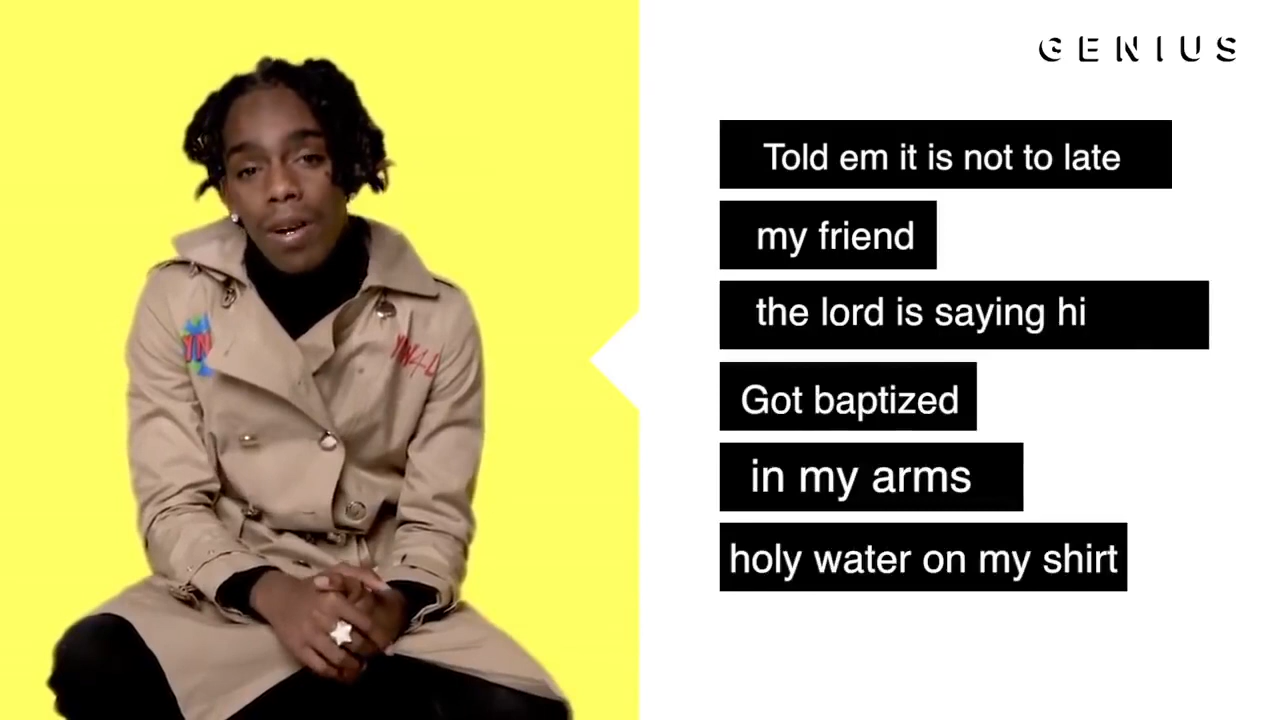 GENIUS
Told em it is not to late
my friend
the lord is saying hi
Got baptized
in my arms
holy water on my shirt
YN